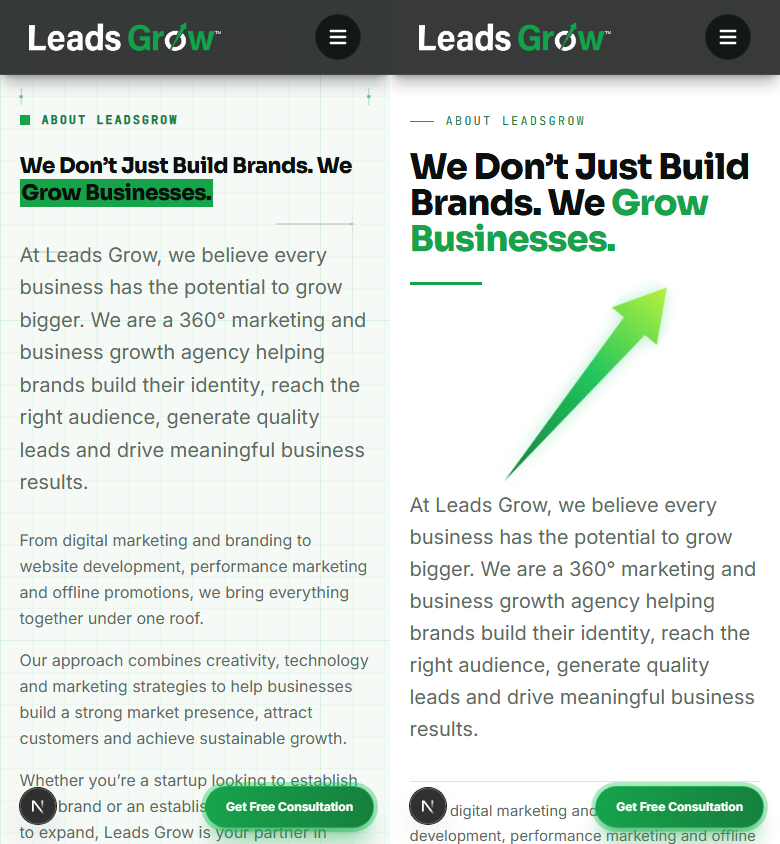 Leads Grow™
ABOUT LEADSGROW
We Don’t Just Build Brands. We
Grow Businesses.
At Leads Grow, we believe every
business has the potential to grow
bigger. We are a 360° marketing and
business growth agency helping
brands build their identity, reach the
right audience, generate quality
leads and drive meaningful business
results.
From digital marketing and branding to
website development, performance marketing
and offline promotions, we bring everything
together under one roof.
Our approach combines creativity, technology
and marketing strategies to help businesses
build a strong market presence, attract
customers and achieve sustainable growth.
Whether you’re a startup looking to establish
brand or an establis
N
Get Free Consultation
to expand, Leads Grow is your partner in
Leads Grow™
ABOUT LEADSGROW
We Don’t Just Build
Brands. We Grow
Businesses.
At Leads Grow, we believe every
business has the potential to grow
bigger. We are a 360° marketing and
business growth agency helping
brands build their identity, reach the
right audience, generate quality
leads and drive meaningful business
results.
N
digital marketing and
Get Free Consultation
development, performance marketing and offline